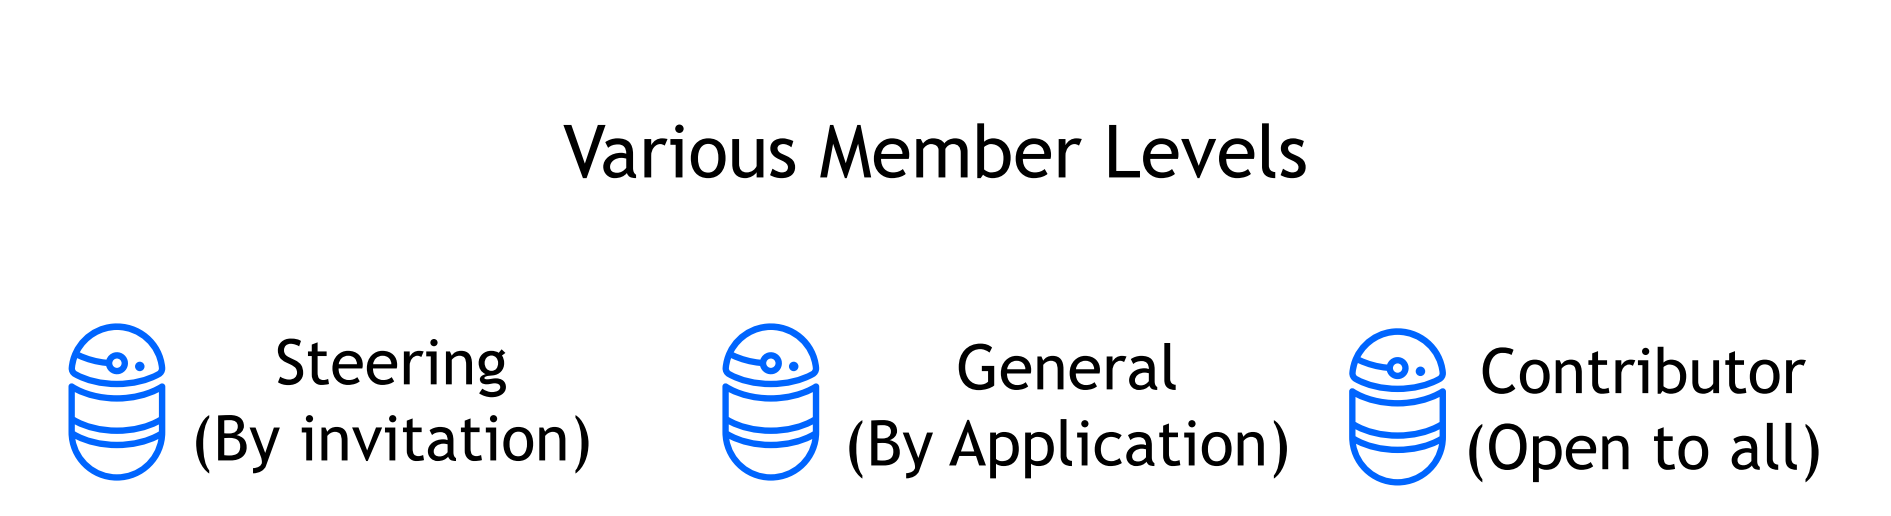 Various Member Levels
Steering
(By invitation)
General
(By Application)
Contributor
(Open to all)